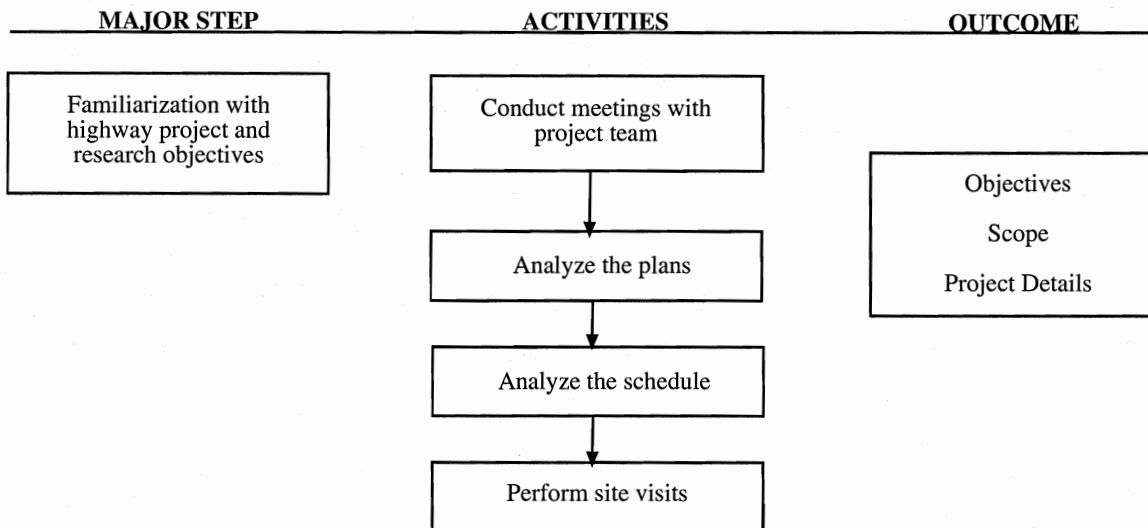 MAJOR STEP
ACTIVITIES
OUTCOME
Familiarization with
highway project and
research objectives
Conduct meetings with
project team
Objectives
Scope
Project Details
Analyze the plans
Analyze the schedule
Perform site visits